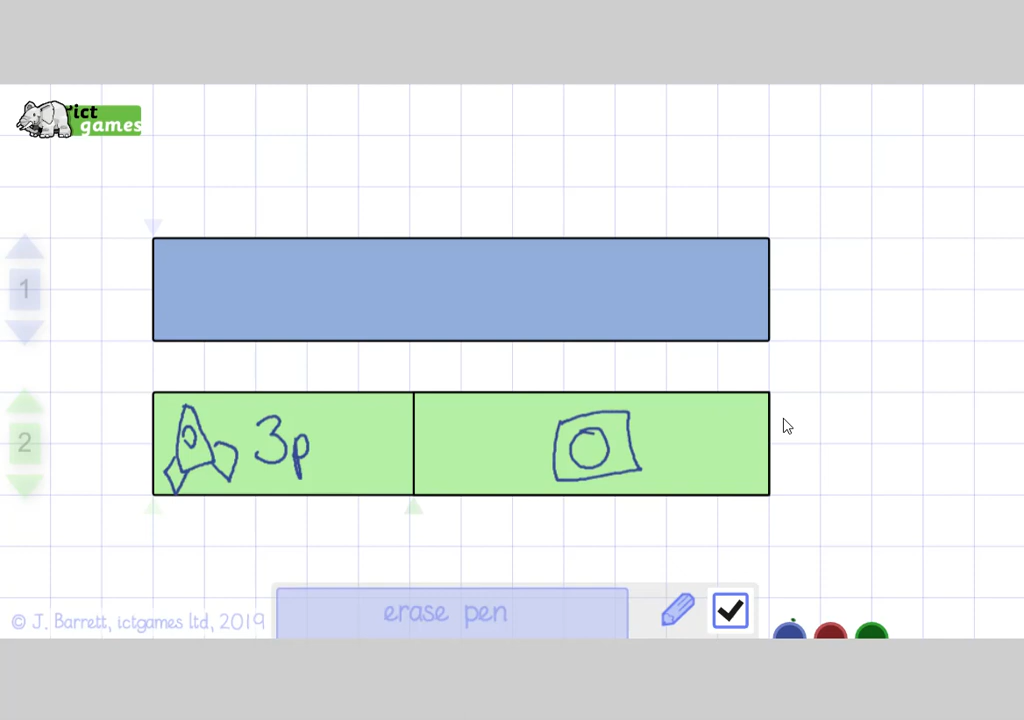 ict
games
1
3p
2
erase pen
© J. Barrett, ictgames ltd, 2019